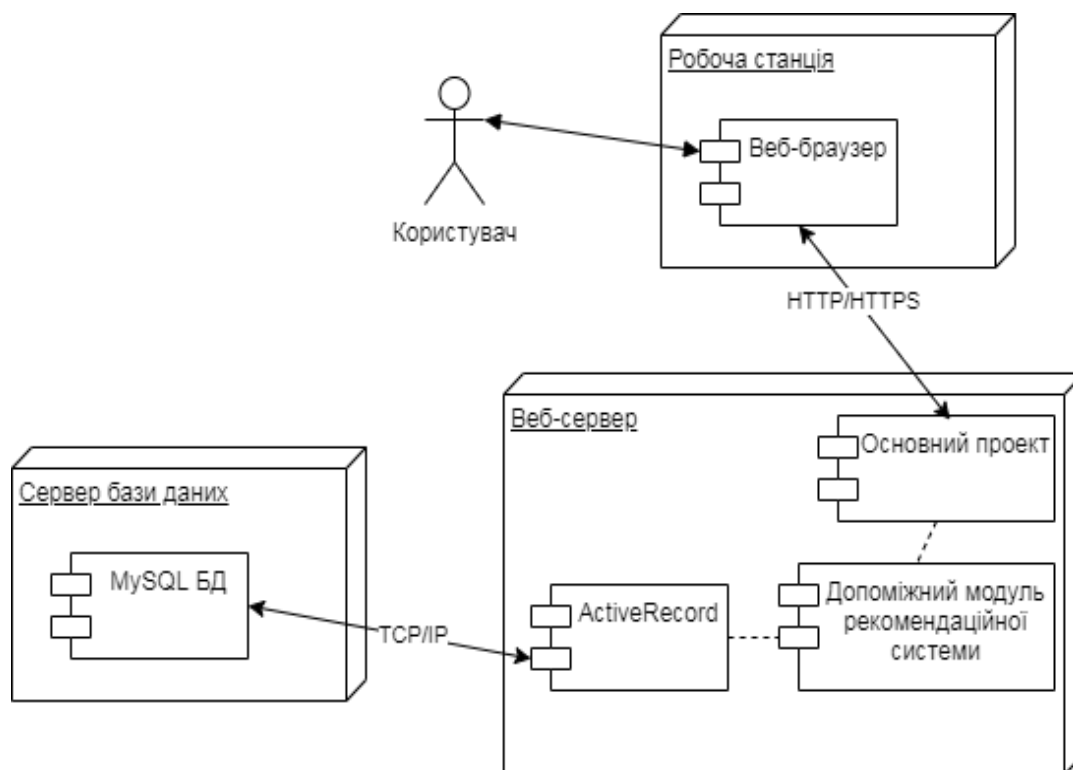 Робоча станція
Веб-браузер
Користувач
HTTP/HTTPS
Веб-сервер
Основний проект
Сервер бази даних
MySQL БД
TCP/IP
ActiveRecord
Допоміжний модуль
рекомендаційної
системи